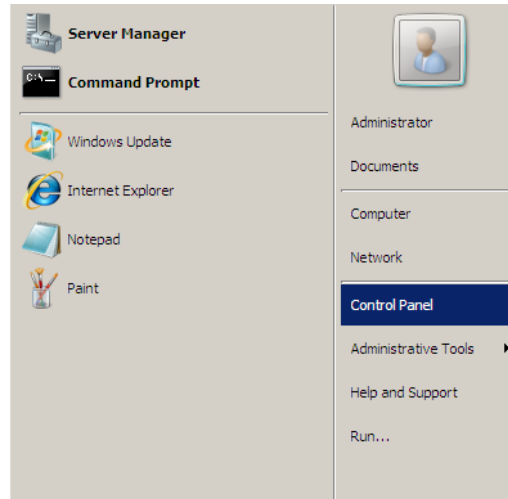 Server Manager
Command Prompt
Windows Update
Internet Explorer
Notepad
Paint
Administrator
Documents
Computer
Network
Control Panel
Administrative Tools
Help and Support
Run...